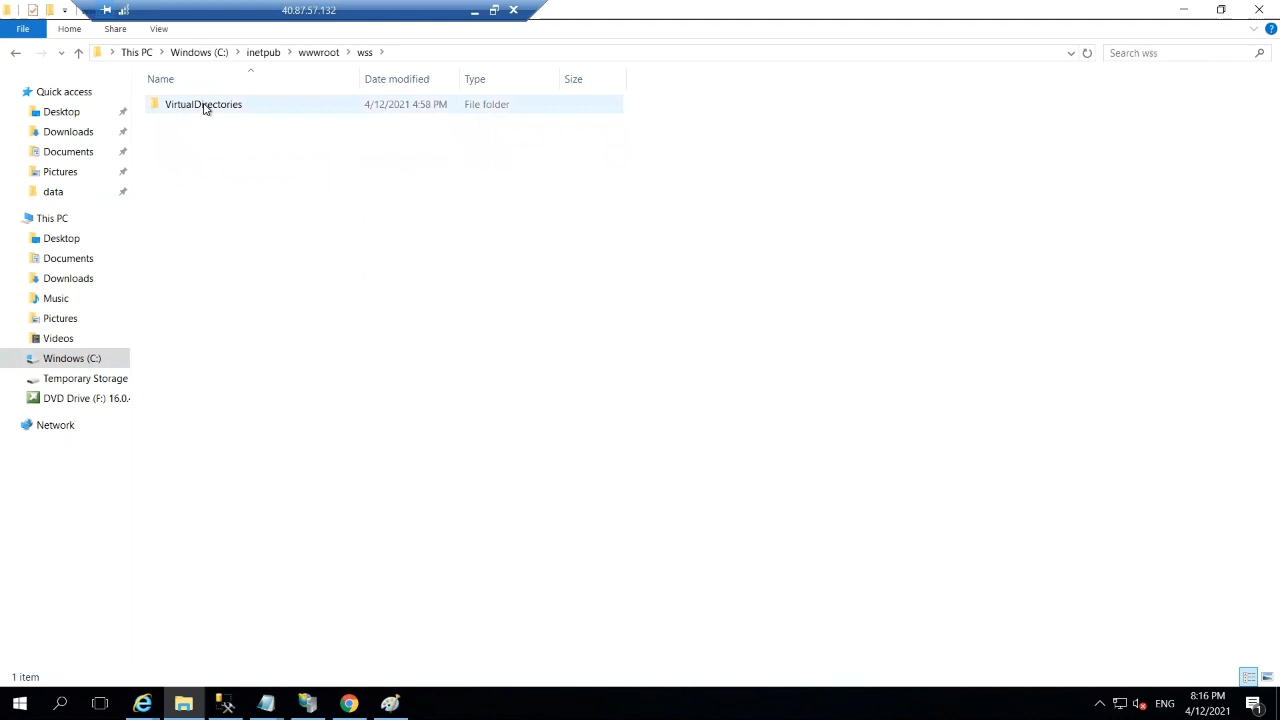 40.87.57.132
File Home Share View
This PC Windows (C:) inetpub wwwroot wss
Search wss
Name Date modified Type Size
VirtualDirectories 4/12/2021 4:58 PM File folder
Quick access
Desktop
Downloads
Documents
Pictures
data
This PC
Desktop
Documents
Downloads
Music
Pictures
Videos
Windows (C:)
Temporary Storage
DVD Drive (F:) 16.0.
Network
1 item
ENG
8:16 PM
4/12/2021